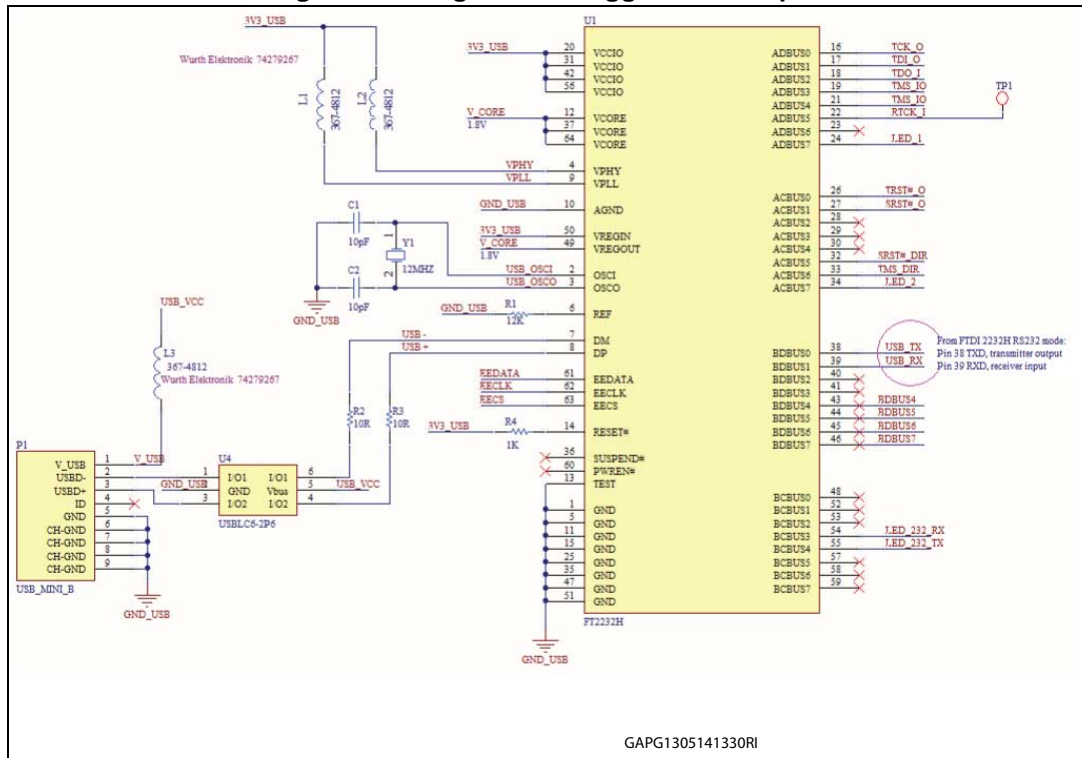 3V3_USB
Wurth Elektronik 74279267
L1
367-4812
L2
367-4812
U1
3V3_USB
20 VCCIO
31 VCCIO
42 VCCIO
56 VCCIO
V_CORE
1.8V
12 VCORE
37 VCORE
64 VCORE
VPHY 4 VPHY
VPLL 9 VPLL
GND_USB 10 AGND
3V3_USB 50 VREGIN
V_CORE 49 VREGOUT
1.8V
C1
10pF
C2
10pF
1
Y1
2
12MHZ
GND_USB
USB_OSCI 2 OSCI
USB_OSCO 3 OSCO
GND_USB R1 6 REF
12K
USB - 7 DM
USB + 8 DP
EEDATA 61 EEDATA
EECLK 62 EECLK
EECS 63 EECS
3V3_USB R4 14 RESET#
1K
36 SUSPEND#
60 PWREN#
13 TEST
1 GND
5 GND
11 GND
15 GND
25 GND
35 GND
47 GND
51 GND
FT2232H
GND_USB
ADBUS0 16 TCK_O
ADBUS1 17 TDI_O
ADBUS2 18 TDO_I
ADBUS3 19 TMS_IO
ADBUS4 21 TMS_IO
ADBUS5 22 RTCK_I
TP1
ADBUS6 23
ADBUS7 24 LED_1
ACBUS0 26 TRST#_O
ACBUS1 27 SRST#_O
ACBUS2 28
ACBUS3 29
ACBUS4 30
ACBUS5 32 SRST#_DIR
ACBUS6 33 TMS_DIR
ACBUS7 34 LED_2
BDBUS0 38 USB_TX
BDBUS1 39 USB_RX
BDBUS2 40
BDBUS3 41
BDBUS4 43 BDBUS4
BDBUS5 44 BDBUS5
BDBUS6 45 BDBUS6
BDBUS7 46 BDBUS7
From FTDI 2232H RS232 mode:
Pin 38 TXD, transmitter output
Pin 39 RXD, receiver input
BCBUS0 48
BCBUS1 52
BCBUS2 53
BCBUS3 54 LED_232_RX
BCBUS4 55 LED_232_TX
BCBUS5 57
BCBUS6 58
BCBUS7 59
USB_VCC
L3
367-4812
Wurth Elektronik 74279267
R2
10R
R3
10R
P1
V_USB 1 V_USB
USBD- 2
USBD+ 3
ID 4
GND 5
CH-GND 6
CH-GND 7
CH-GND 8
CH-GND 9
USB_MINI_B
GND_USB
U4
1 I/O1 I/O1 6
GND_USB GND Vbus 5 USB_VCC
3 I/O2 I/O2 4
USBLC6-2P6
GAPG1305141330RI